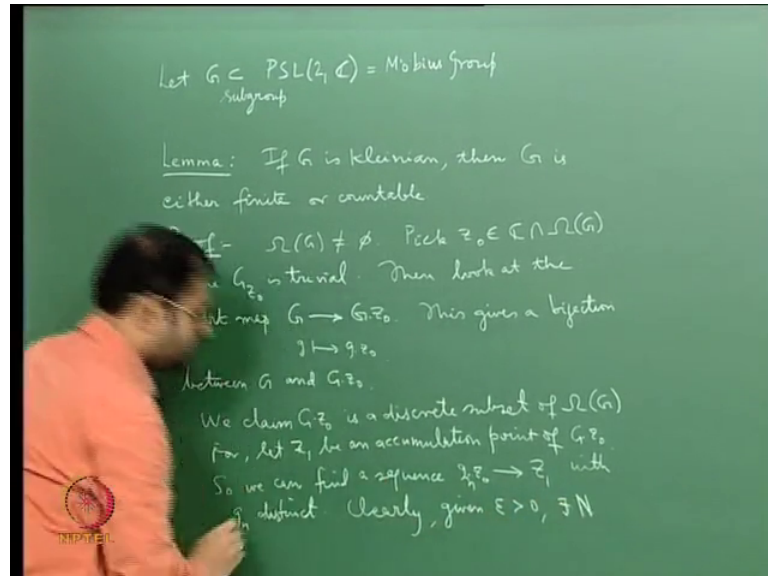 Let G ⊂ PSL(2, ℂ) = Möbius Group
subgroup
Lemma: If G is Kleinian, then G is
either finite or countable
Ω(G) ≠ ∅. Pick z₀ ∈ ℂ ∩ Ω(G)
G_z₀ is trivial. Then look at the
map G → G.z₀. This gives a bijection
g ↦ g.z₀
between G and G.z₀.
We claim G.z₀ is a discrete subset of Ω(G)
For, let z₁ be an accumulation point of G.z₀.
So we can find a sequence gₙz₀ → z₁ with
gₙ distinct. Clearly, given ε > 0, ∃ N
NPTEL